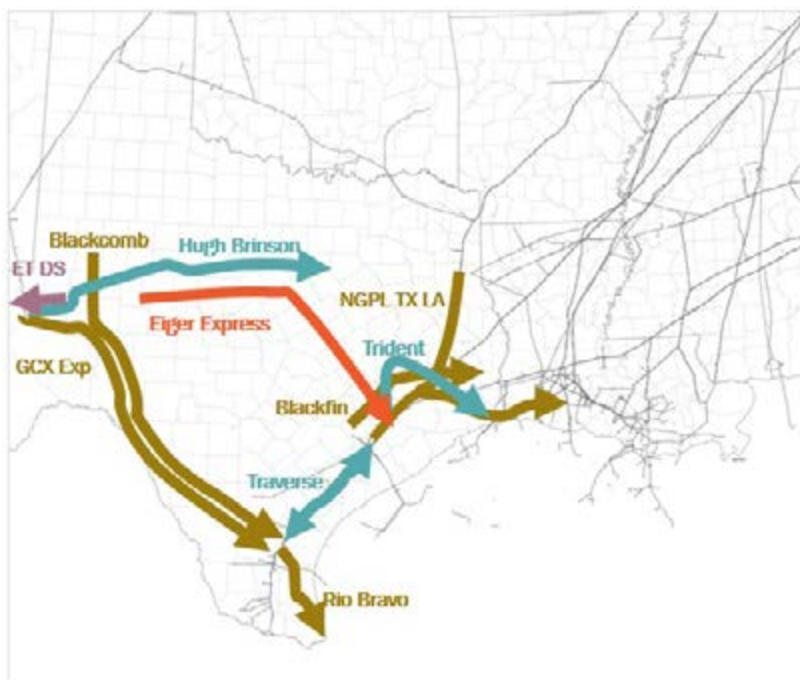 Blackcomb
Hugh Brinson
ET DS
NGPL TX LA
Eiger Express
Trident
GCX Exp
Blackfin
Traverse
Rio Bravo